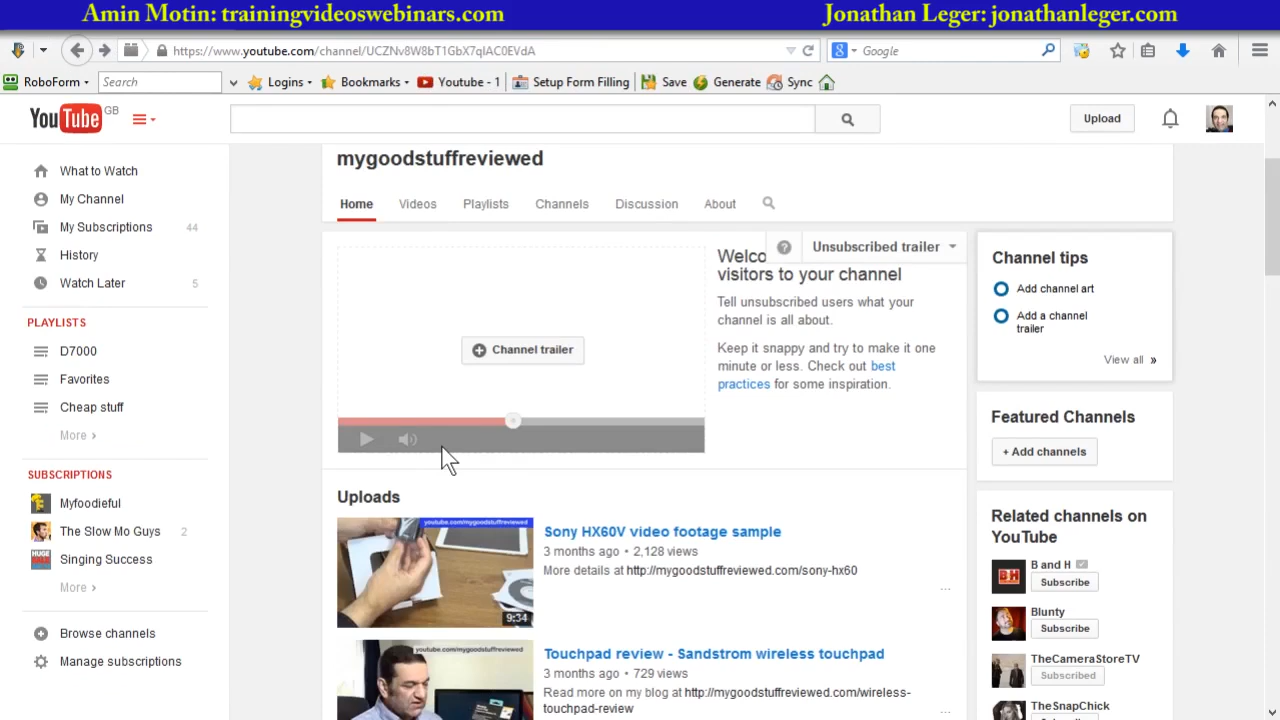 Amin Motin: trainingvideoswebinars.com
Jonathan Leger: jonathanleger.com
https://www.youtube.com/channel/UCZNv8W8bT1GbX7qIAC0EVdA
Google
RoboForm
Search
Logins
Bookmarks
Youtube - 1
Setup Form Filling
Save
Generate
Sync
YouTube GB
Upload
What to Watch
My Channel
My Subscriptions 44
History
Watch Later 5
PLAYLISTS
D7000
Favorites
Cheap stuff
More ›
SUBSCRIPTIONS
Myfoodieful
The Slow Mo Guys 2
Singing Success
More ›
Browse channels
Manage subscriptions
mygoodstuffreviewed
Home
Videos
Playlists
Channels
Discussion
About
Channel trailer
Unsubscribed trailer
Welco
visitors to your channel
Tell unsubscribed users what your
channel is all about.
Keep it snappy and try to make it one
minute or less. Check out best
practices for some inspiration.
Uploads
youtube.com/mygoodstuffreviewed
9:34
Sony HX60V video footage sample
3 months ago • 2,128 views
More details at http://mygoodstuffreviewed.com/sony-hx60
youtube.com/mygoodstuffreviewed
Touchpad review - Sandstrom wireless touchpad
3 months ago • 729 views
Read more on my blog at http://mygoodstuffreviewed.com/wireless-
touchpad-review
Channel tips
Add channel art
Add a channel
trailer
View all »
Featured Channels
+ Add channels
Related channels on
YouTube
B and H
Subscribe
Blunty
Subscribe
TheCameraStoreTV
Subscribed
TheSnapChick